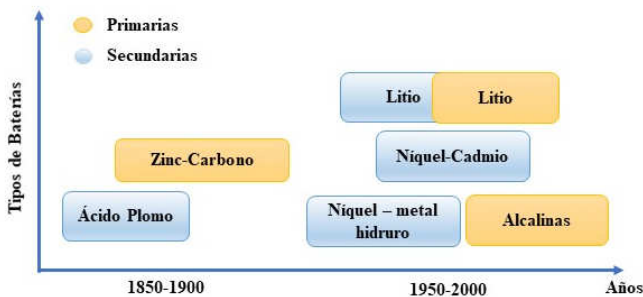 Primarias
Secundarias
Tipos de Baterías
Litio
Litio
Zinc-Carbono
Níquel-Cadmio
Ácido Plomo
Níquel – metal
hidruro
Alcalinas
1850-1900
1950-2000
Años